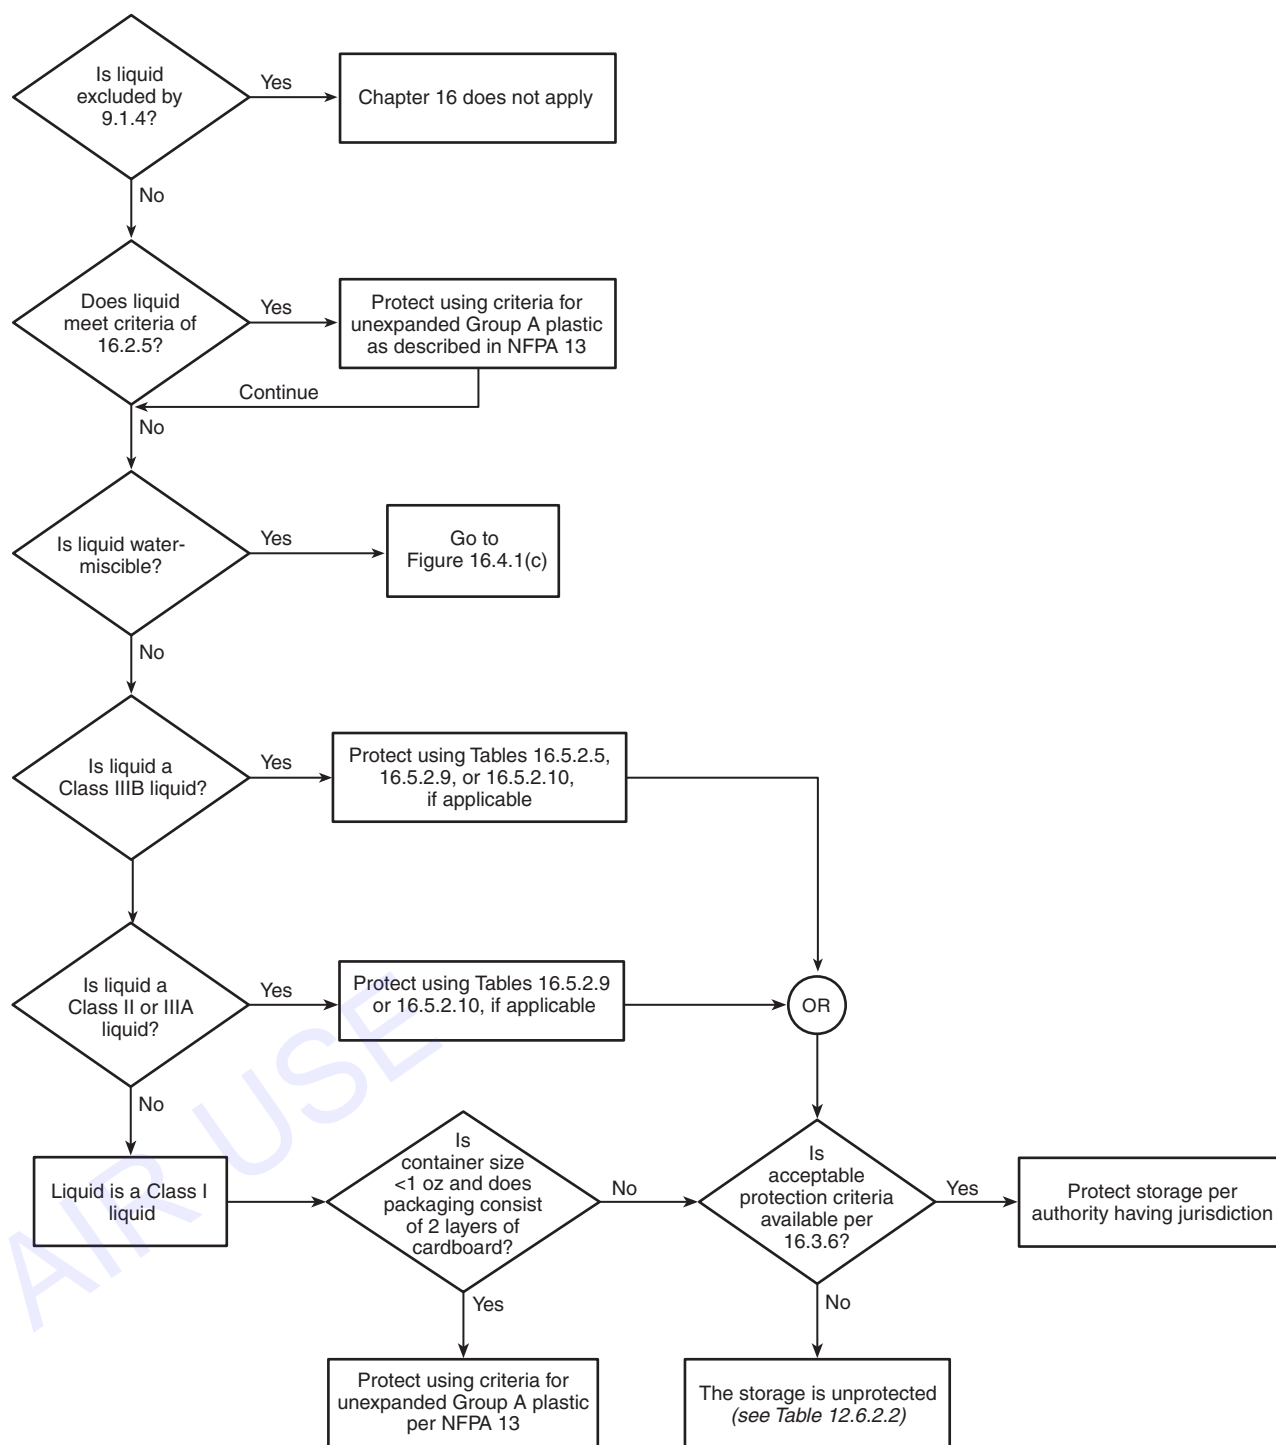 Is liquid
excluded by
9.1.4?
Yes
Chapter 16 does not apply
No
Does liquid
meet criteria of
16.2.5?
Yes
Protect using criteria for
unexpanded Group A plastic
as described in NFPA 13
Continue
No
Is liquid water-
miscible?
Yes
Go to
Figure 16.4.1(c)
No
Is liquid a
Class IIIB liquid?
Yes
Protect using Tables 16.5.2.5,
16.5.2.9, or 16.5.2.10,
if applicable
Is liquid a
Class II or IIIA
liquid?
Yes
Protect using Tables 16.5.2.9
or 16.5.2.10, if applicable
OR
No
Liquid is a Class I
liquid
Is
container size
<1 oz and does
packaging consist
of 2 layers of
cardboard?
No
Is
acceptable
protection criteria
available per
16.3.6?
Yes
Protect storage per
authority having jurisdiction
Yes
Protect using criteria for
unexpanded Group A plastic
per NFPA 13
No
The storage is unprotected
(see Table 12.6.2.2)
AIR USE